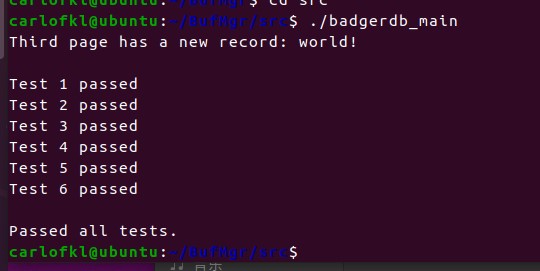 carlofkl@ubuntu:~/BufMgr$ cd src
carlofkl@ubuntu:~/BufMgr/src$ ./badgerdb_main
Third page has a new record: world!
Test 1 passed
Test 2 passed
Test 3 passed
Test 4 passed
Test 5 passed
Test 6 passed
Passed all tests.
carlofkl@ubuntu:~/BufMgr/src$
音乐